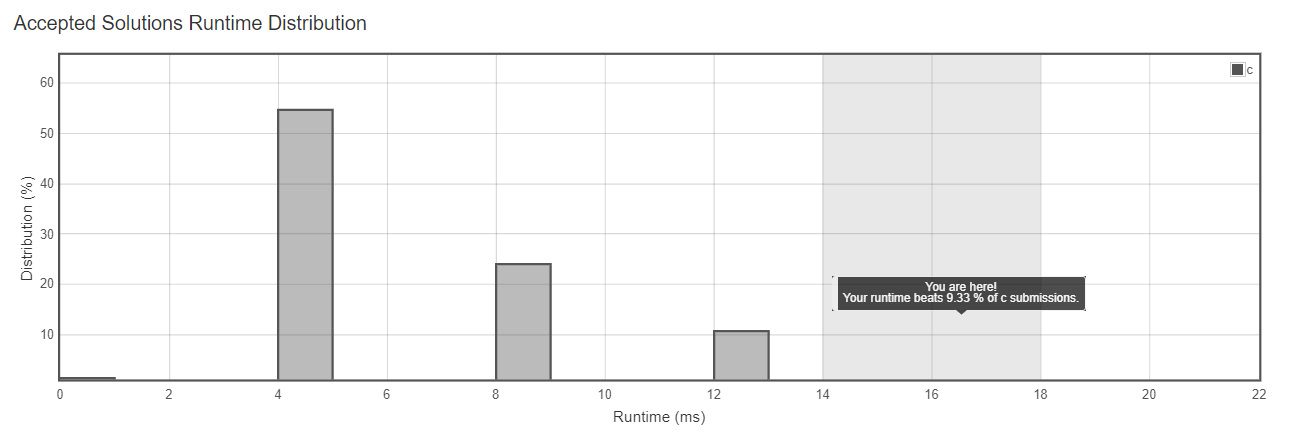 Accepted Solutions Runtime Distribution
c
60
50
40
30
20
10
Distribution (%)
You are here!
Your runtime beats 9.33 % of c submissions.
0 2 4 6 8 10 12 14 16 18 20 22
Runtime (ms)